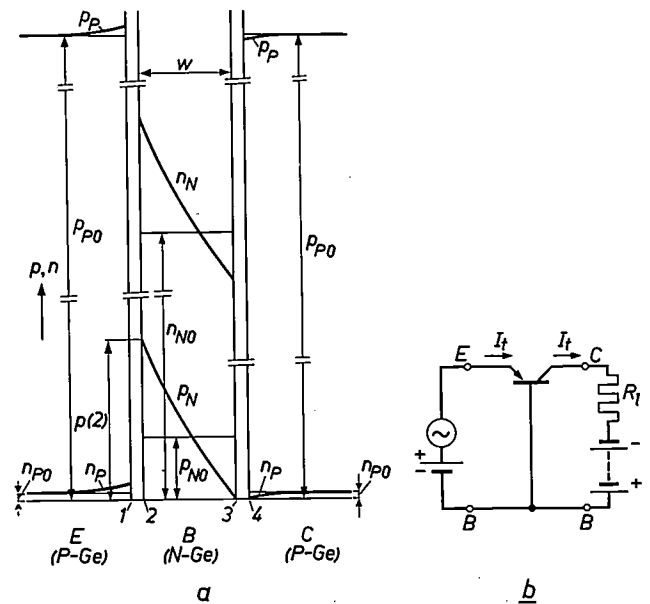 p_P
p_P
w
n_N
p_P0
p_P0
p, n
n_N0
p_N
p(2)
p_N0
n_P0
n_P
n_P
n_P0
1
2
3
4
E
(P-Ge)
B
(N-Ge)
C
(P-Ge)
a
E
I_t
I_t
C
R_l
+
-
-
+
B
B
b